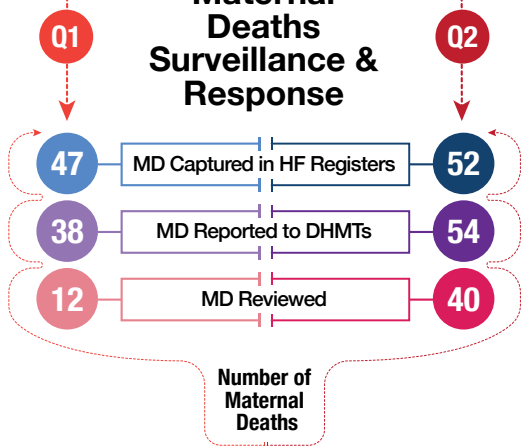 Maternal
Q1
Deaths
Q2
Surveillance &
Response
47 MD Captured in HF Registers 52
38 MD Reported to DHMTs 54
12 MD Reviewed 40
Number of
Maternal
Deaths